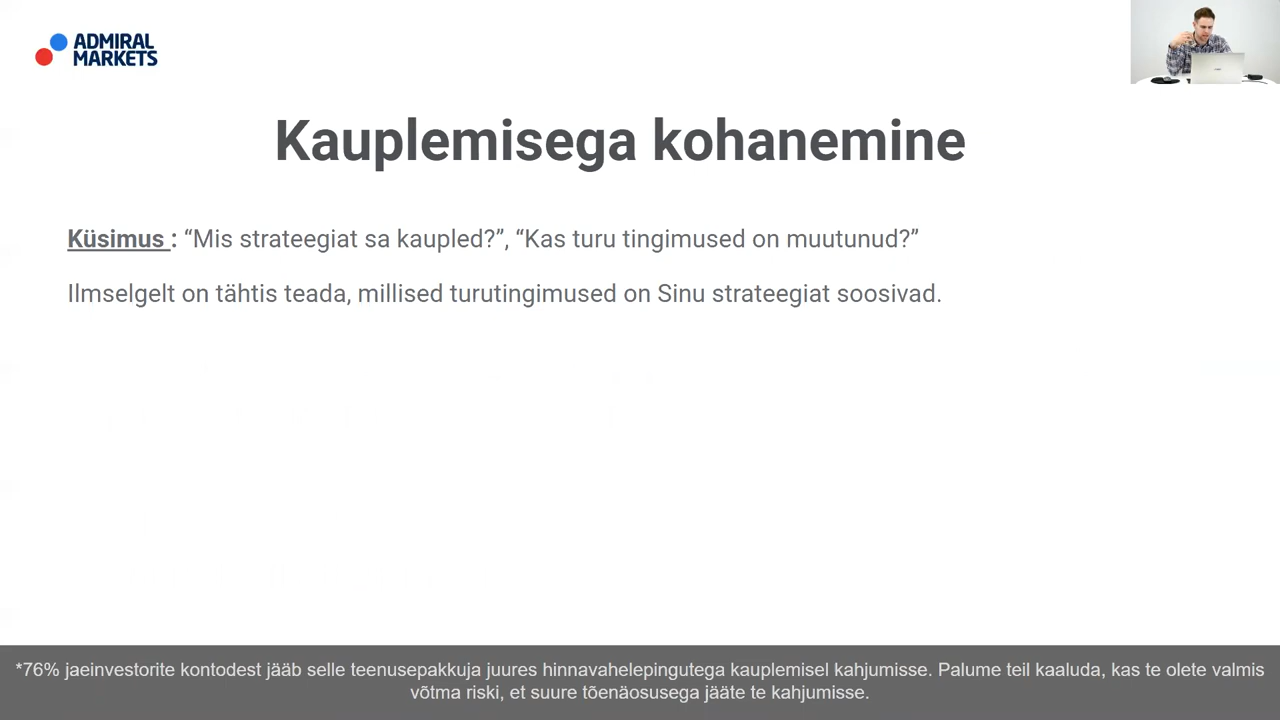 ADMIRAL
MARKETS
Kauplemisega kohanemine
Küsimus : “Mis strateegiat sa kaupled?”, “Kas turu tingimused on muutunud?”
Ilmselgelt on tähtis teada, millised turutingimused on Sinu strateegiat soosivad.
*76% jaeinvestorite kontodest jääb selle teenusepakkuja juures hinnavahelepingutega kauplemisel kahjumisse. Palume teil kaaluda, kas te olete valmis
võtma riski, et suure tõenäosusega jääte te kahjumisse.